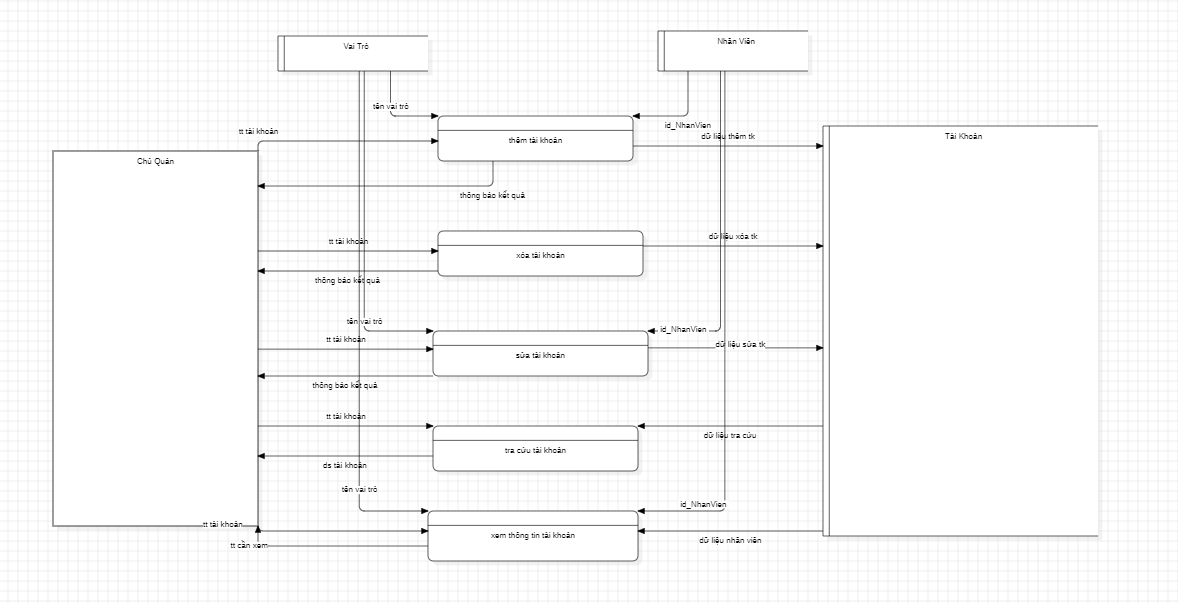 Vai Trò
Nhân Viên
tên vai trò
id_NhanVien
tt tài khoản
dữ liệu thêm tk
Tài Khoản
thêm tài khoản
Chủ Quán
thông báo kết quả
tt tài khoản
dữ liệu xóa tk
xóa tài khoản
thông báo kết quả
tên vai trò
id_NhanVien
tt tài khoản
dữ liệu sửa tk
sửa tài khoản
thông báo kết quả
tt tài khoản
dữ liệu tra cứu
tra cứu tài khoản
ds tài khoản
tên vai trò
id_NhanVien
tt tài khoản
xem thông tin tài khoản
dữ liệu nhân viên
tt cần xem